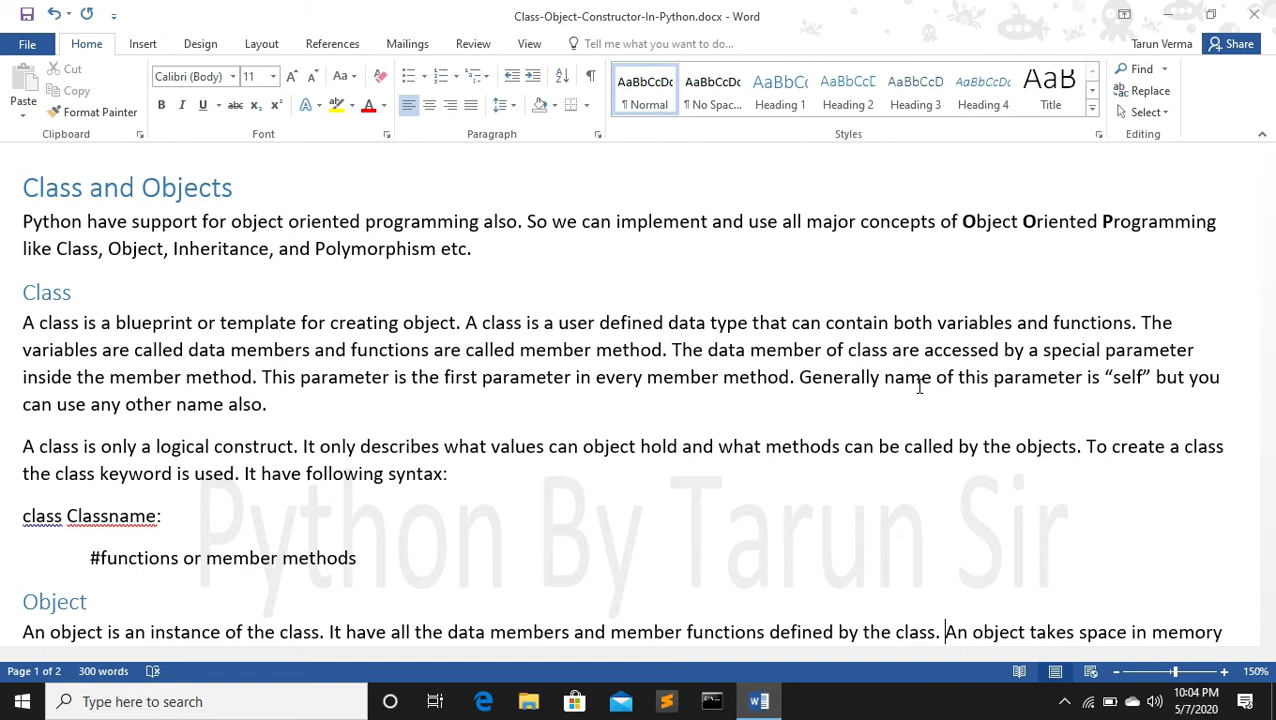 Class-Object-Constructor-In-Python.docx - Word
File Home Insert Design Layout References Mailings Review View Tell me what you want to do... Tarun Verma Share
Paste
Cut
Copy
Format Painter
Calibri (Body) 11
AaBbCcDc AaBbCcDc AaBbCc AaBbCcC AaBbCcD AaBbCcDc AaB
¶ Normal ¶ No Spac... Heading 1 Heading 2 Heading 3 Heading 4 Title
Find
Replace
Select
Clipboard Font Paragraph Styles Editing
Class and Objects
Python have support for object oriented programming also. So we can implement and use all major concepts of Object Oriented Programming
like Class, Object, Inheritance, and Polymorphism etc.
Class
A class is a blueprint or template for creating object. A class is a user defined data type that can contain both variables and functions. The
variables are called data members and functions are called member method. The data member of class are accessed by a special parameter
inside the member method. This parameter is the first parameter in every member method. Generally name of this parameter is “self” but you
can use any other name also.
A class is only a logical construct. It only describes what values can object hold and what methods can be called by the objects. To create a class
the class keyword is used. It have following syntax:
class Classname:
#functions or member methods
Python By Tarun Sir
Object
An object is an instance of the class. It have all the data members and member functions defined by the class. An object takes space in memory
Page 1 of 2 300 words 150%
Type here to search
10:04 PM
5/7/2020